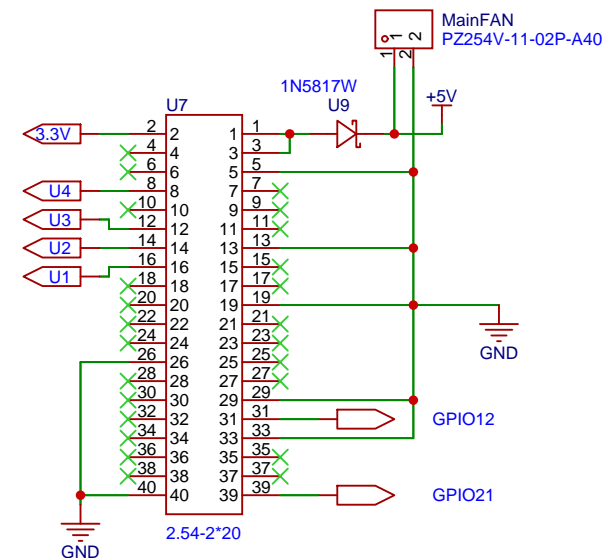 MainFAN
PZ254V-11-02P-A40
1 2
1 2
1N5817W
U9
+5V
U7
3.3V 2 2 1 1
4 4 3 3
6 6 5 5
U4 8 8 7 7
10 10 9 9
U3 12 12 11 11
U2 14 14 13 13
U1 16 16 15 15
18 18 17 17
20 20 19 19
22 22 21 21
24 24 23 23
26 26 25 25
28 28 27 27
30 30 29 29
32 32 31 31 GPIO12
34 34 33 33
36 36 35 35
38 38 37 37
40 40 39 39 GPIO21
GND
GND
2.54-2*20